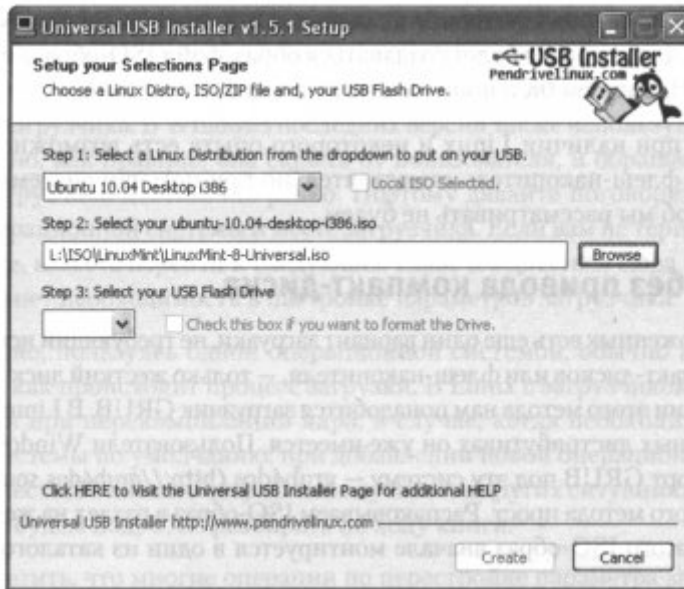 Universal USB Installer v1.5.1 Setup
Setup your Selections Page
Choose a Linux Distro, ISO/ZIP file and, your USB Flash Drive.
USB Installer
Pendrivelinux.com
Step 1: Select a Linux Distribution from the dropdown to put on your USB.
Ubuntu 10.04 Desktop i386
Local ISO Selected.
Step 2: Select your ubuntu-10.04-desktop-i386.iso
L:\ISO\LinuxMint\LinuxMint-8-Universal.iso
Browse
Step 3: Select your USB Flash Drive
Check this box if you want to format the Drive.
Click HERE to Visit the Universal USB Installer Page for additional HELP
Universal USB Installer http://www.pendrivelinux.com
Create
Cancel